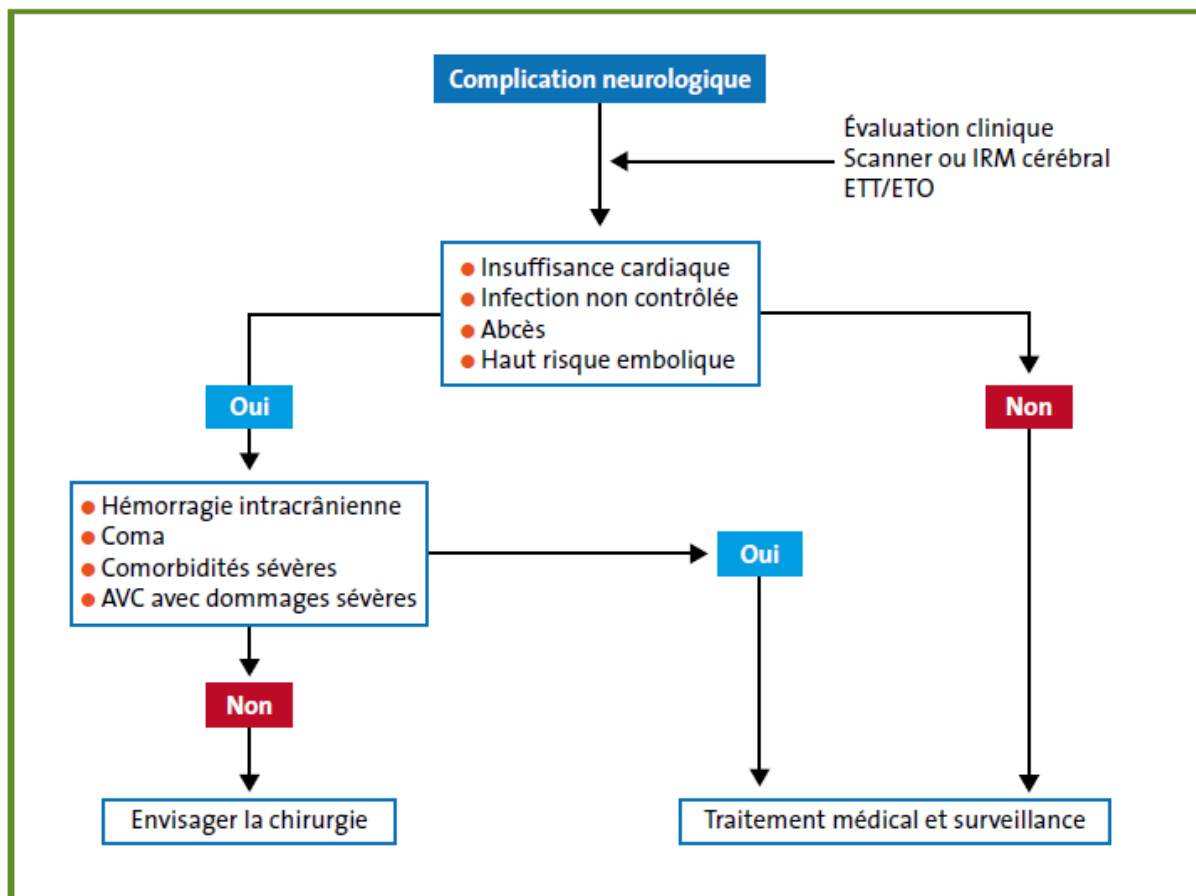 Complication neurologique
Évaluation clinique
Scanner ou IRM cérébral
ETT/ETO
Insuffisance cardiaque
Infection non contrôlée
Abcès
Haut risque embolique
Oui
Non
Hémorragie intracrânienne
Coma
Comorbidités sévères
AVC avec dommages sévères
Oui
Non
Envisager la chirurgie
Traitement médical et surveillance